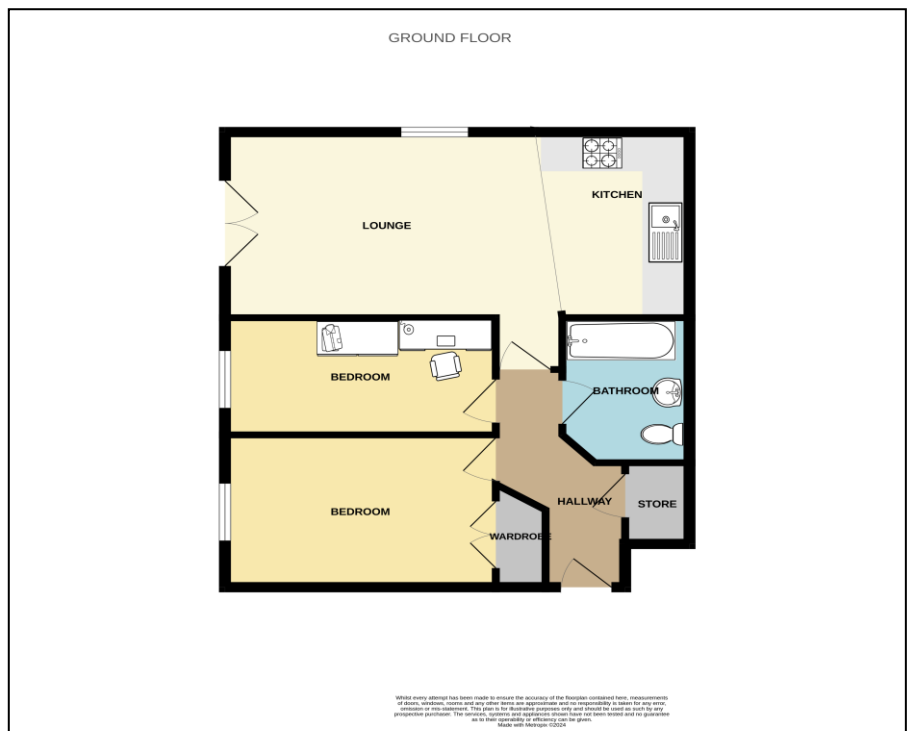 GROUND FLOOR
KITCHEN
LOUNGE
BEDROOM
BATHROOM
HALLWAY
STORE
BEDROOM
WARDROBE
Whilst every attempt has been made to ensure the accuracy of the floorplan contained here, measurements
of doors, windows, rooms and any other items are approximate and no responsibility is taken for any error,
omission or mis-statement. This plan is for illustrative purposes only and should be used as such by any
prospective purchaser. The services, systems and appliances shown have not been tested and no guarantee
as to their operability or efficiency can be given.
Made with Metropix ©2024